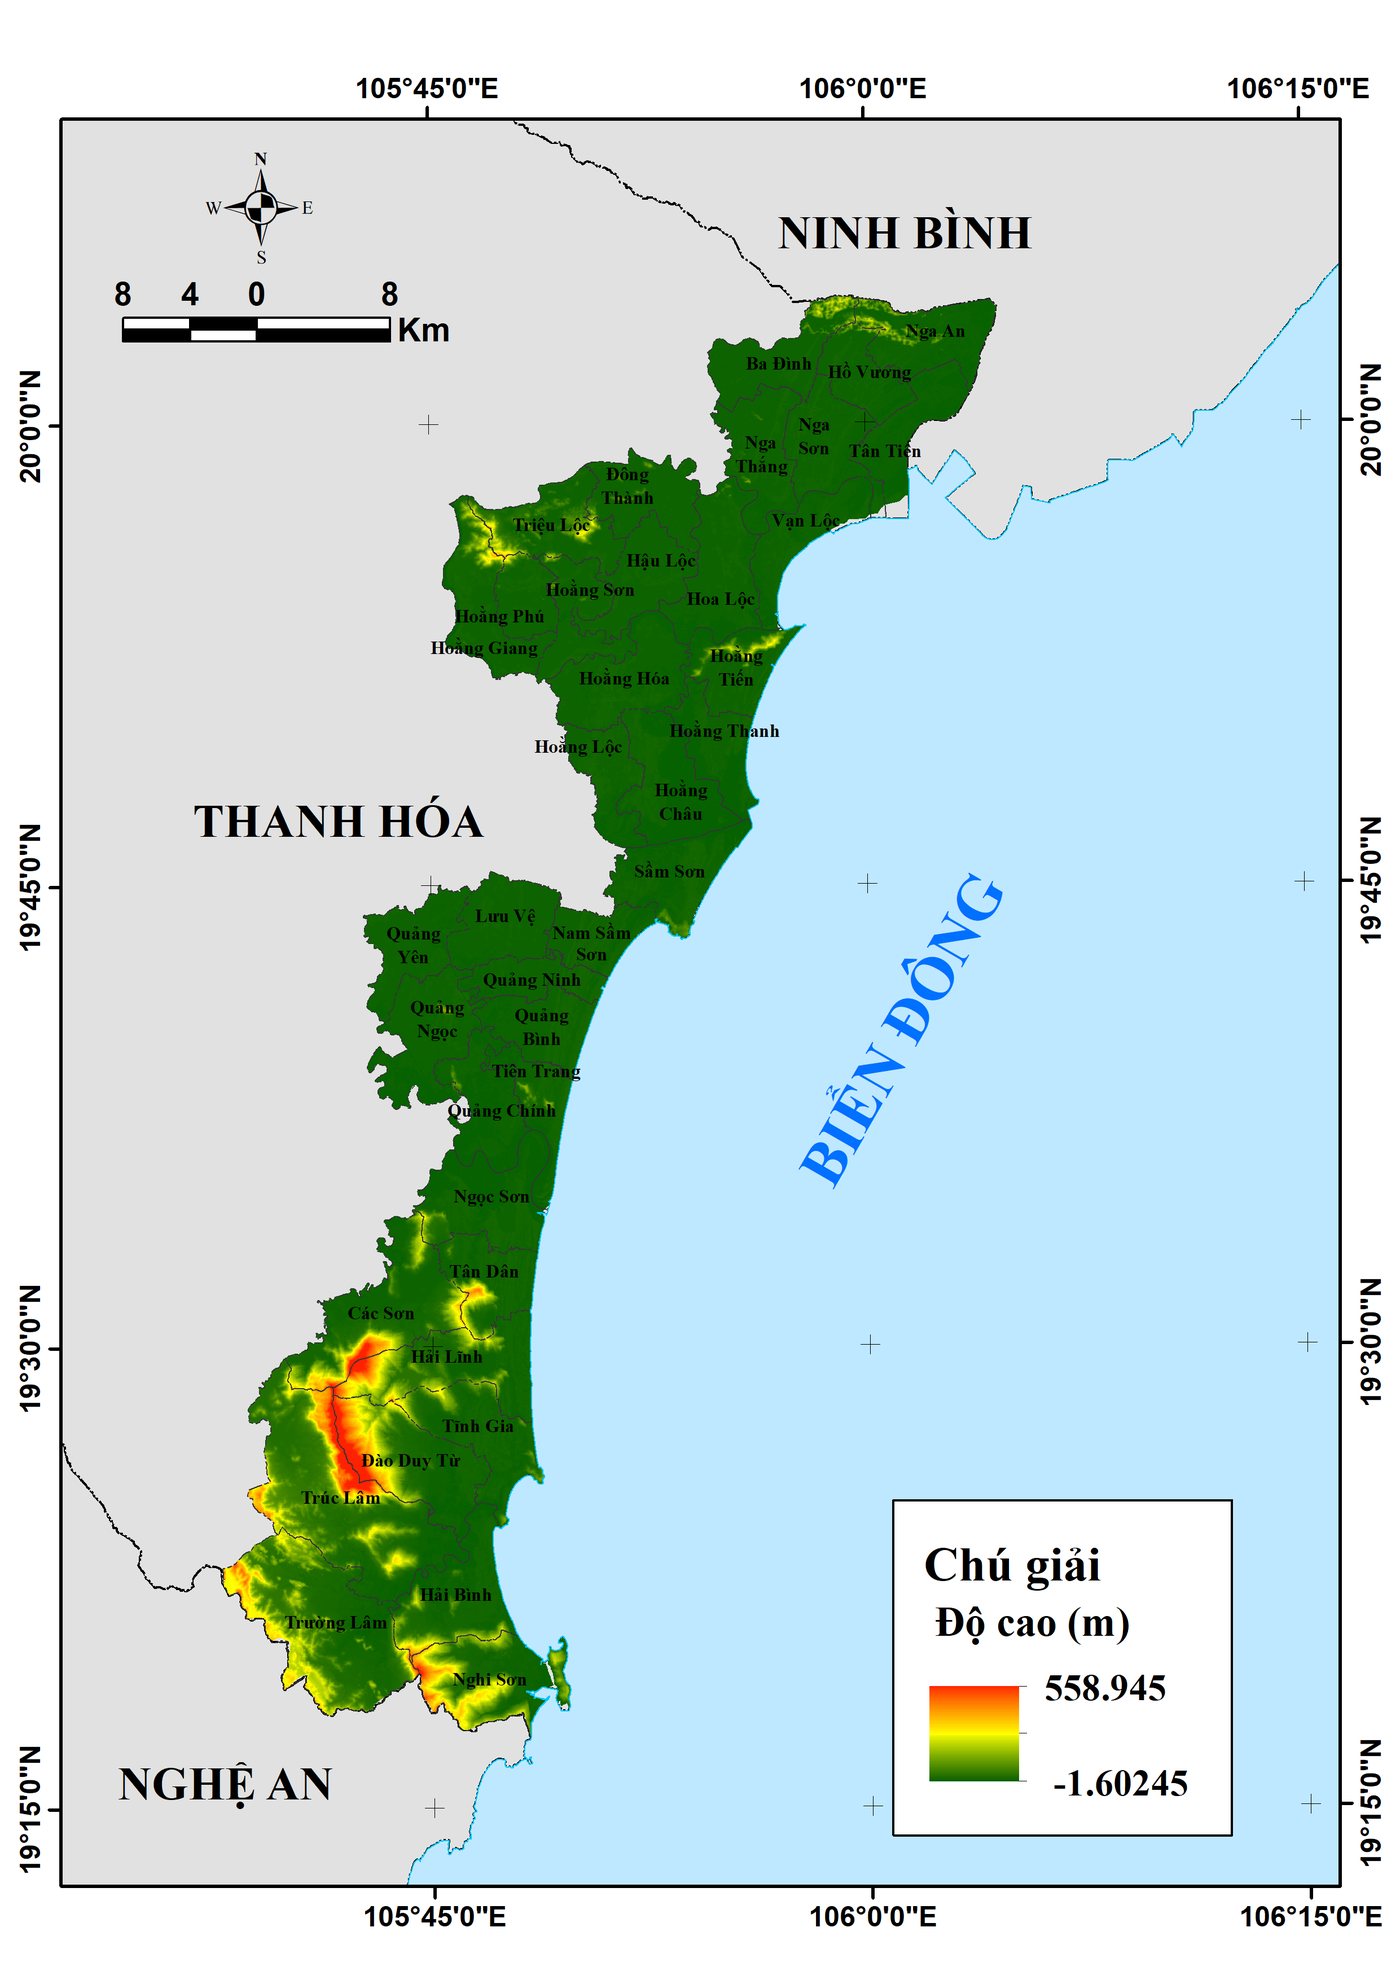 105°45'0"E
106°0'0"E
106°15'0"E
N
W
E
S
NINH BÌNH
8 4 0 8
Km
20°0'0"N
20°0'0"N
Nga An
Ba Đình
Hồ Vương
Nga
Sơn
Nga
Thắng
Tân Tiến
Đông
Thành
Vạn Lộc
Triệu Lộc
Hậu Lộc
Hoằng Sơn
Hoa Lộc
Hoằng Phú
Hoằng Giang
Hoằng
Tiến
Hoằng Hóa
Hoằng Thanh
Hoằng Lộc
Hoằng
Châu
THANH HÓA
Sầm Sơn
19°45'0"N
19°45'0"N
Lưu Vệ
Quảng
Yên
Nam Sầm
Sơn
Quảng Ninh
Quảng
Ngọc
Quảng
Bình
Tiên Trang
Quảng Chính
BIỂN ĐÔNG
Ngọc Sơn
Tân Dân
Các Sơn
Hải Lĩnh
19°30'0"N
19°30'0"N
Tĩnh Gia
Đào Duy Từ
Trúc Lâm
Hải Bình
Trường Lâm
Nghi Sơn
Chú giải
Độ cao (m)
558.945
-1.60245
NGHỆ AN
19°15'0"N
19°15'0"N
105°45'0"E
106°0'0"E
106°15'0"E